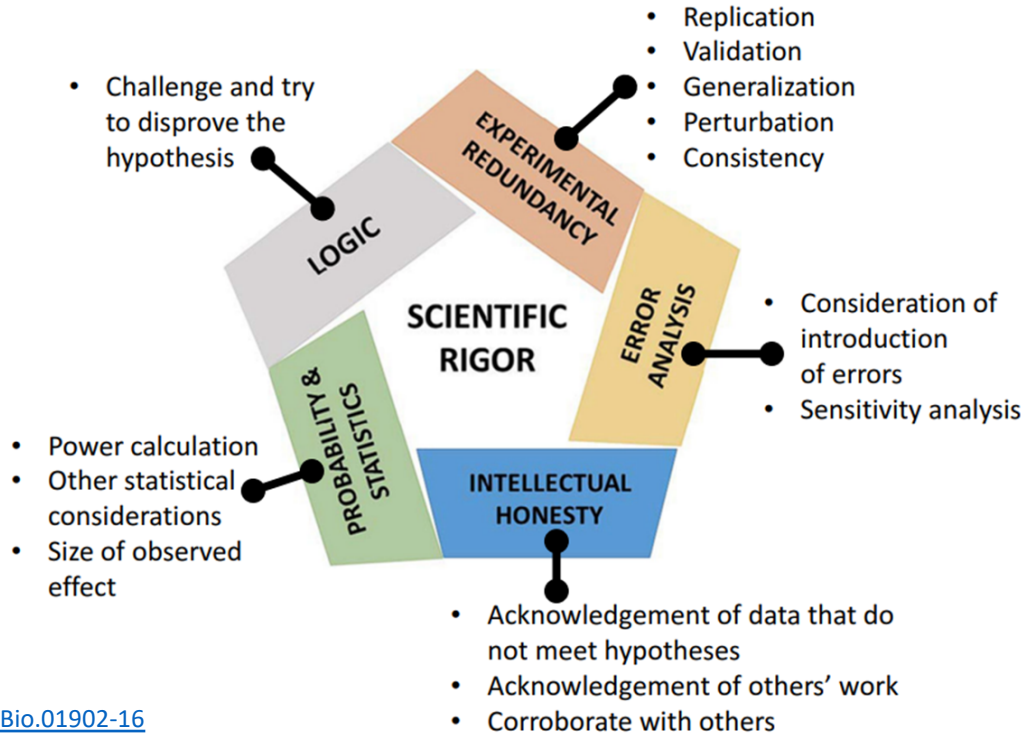 • Replication
• Validation
• Generalization
• Perturbation
• Consistency
• Challenge and try
to disprove the
hypothesis
EXPERIMENTAL
REDUNDANCY
LOGIC
SCIENTIFIC
RIGOR
ERROR
ANALYSIS
• Consideration of
introduction
of errors
• Sensitivity analysis
PROBABILITY &
STATISTICS
• Power calculation
• Other statistical
considerations
• Size of observed
effect
INTELLECTUAL
HONESTY
• Acknowledgement of data that do
not meet hypotheses
• Acknowledgement of others’ work
• Corroborate with others
Bio.01902-16